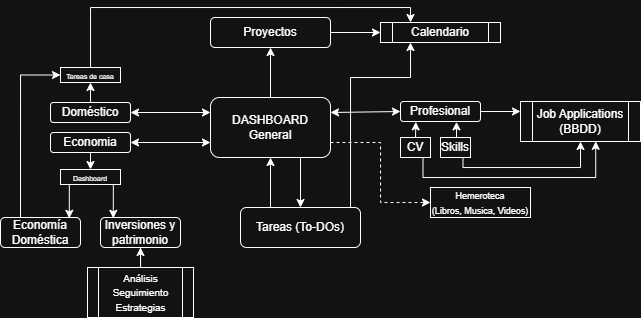 Proyectos
Calendario
Tareas de casa
Doméstico
DASHBOARD
General
Profesional
Job Applications
(BBDD)
Economia
CV
Skills
Dashboard
Hemeroteca
(Libros, Musica, Videos)
Economía
Doméstica
Inversiones y
patrimonio
Tareas (To-DOs)
Análisis
Seguimiento
Estrategias